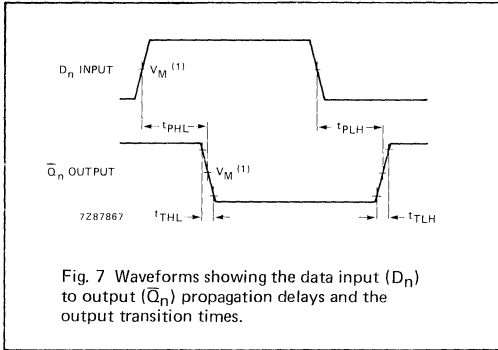 Dn INPUT
VM (1)
tPHL
tPLH
Q̅n OUTPUT
VM (1)
7Z87867
tTHL
tTLH
Fig. 7 Waveforms showing the data input (Dn)
to output (Q̅n) propagation delays and the
output transition times.